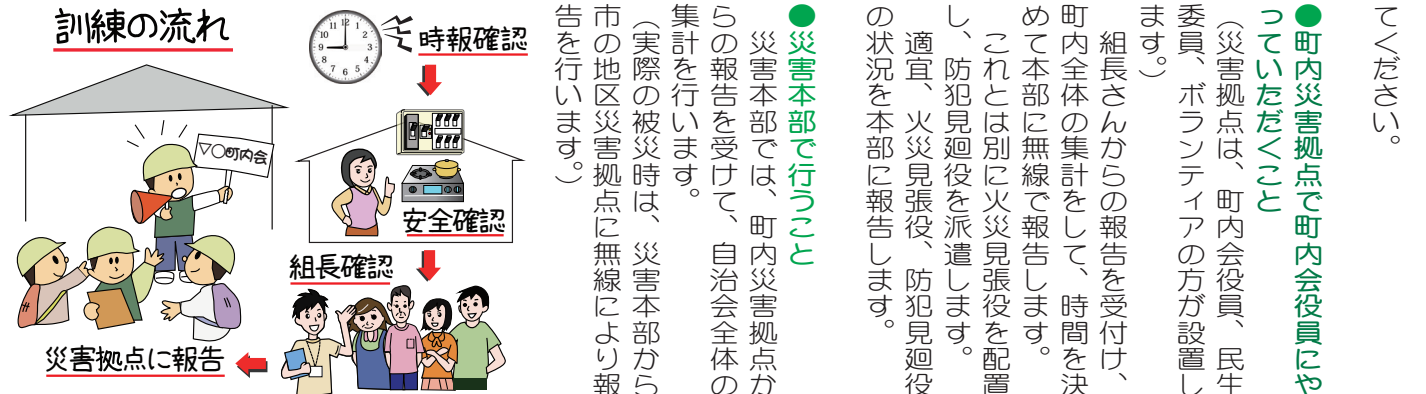 てください。
●町内災害拠点で町内会役員にや
っていただくこと
（災害拠点は、町内会役員、民生
委員、ボランティアの方が設置し
ます。）
組長さんからの報告を受付け、
町内全体の集計をして、時間を決
めて本部に無線で報告します。
これとは別に火災見張役を配置
し、防犯見廻役を派遣します。
適宜、火災見張役、防犯見廻役
の状況を本部に報告します。
●災害本部で行うこと
災害本部では、町内災害拠点か
らの報告を受けて、自治会全体の
集計を行います。
（実際の被災時は、災害本部から
市の地区災害拠点に無線により報
告を行います。）
訓練の流れ
12
1
2
3
4
5
6
7
8
9
10
11
時報確認
安全確認
組長確認
災害拠点に報告
▽○町内会